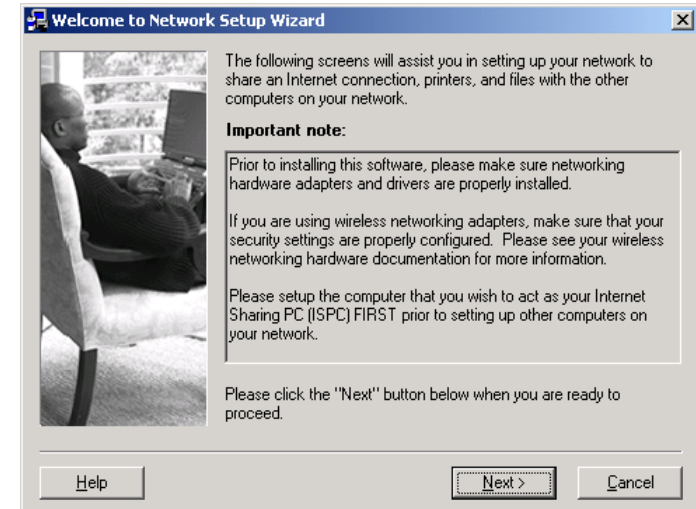 Welcome to Network Setup Wizard
The following screens will assist you in setting up your network to
share an Internet connection, printers, and files with the other
computers on your network.
Important note:
Prior to installing this software, please make sure networking
hardware adapters and drivers are properly installed.
If you are using wireless networking adapters, make sure that your
security settings are properly configured.  Please see your wireless
networking hardware documentation for more information.
Please setup the computer that you wish to act as your Internet
Sharing PC (ISPC) FIRST prior to setting up other computers on
your network.
Please click the "Next" button below when you are ready to
proceed.
Help
Next >
Cancel